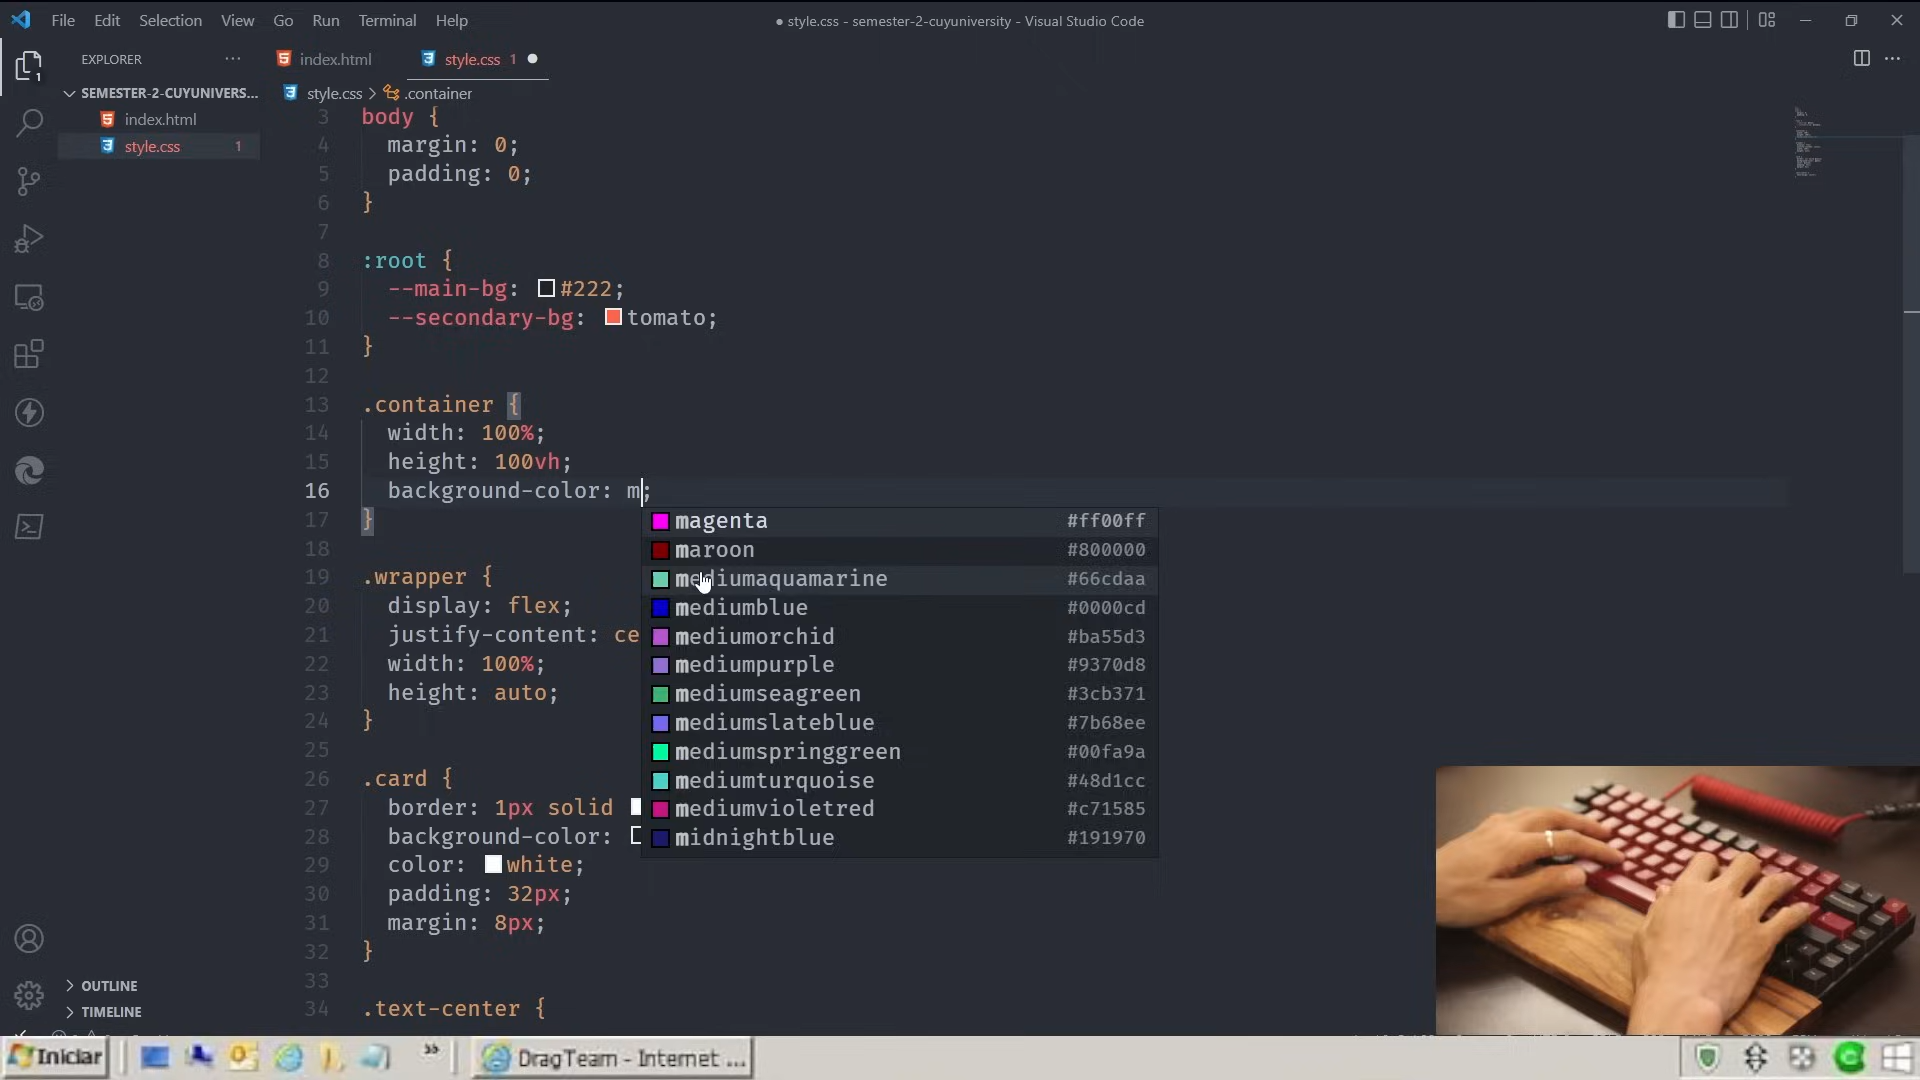 File Edit Selection View Go Run Terminal Help
● style.css - semester-2-cuyuniversity - Visual Studio Code
EXPLORER
index.html
style.css 1
SEMESTER-2-CUYUNIVERS...
index.html
style.css 1
style.css > .container
3 body {
4 margin: 0;
5 padding: 0;
6 }
7
8 :root {
9 --main-bg: #222;
10 --secondary-bg: tomato;
11 }
12
13 .container {
14 width: 100%;
15 height: 100vh;
16 background-color: m;
17 }
18
19 .wrapper {
20 display: flex;
21 justify-content: ce
22 width: 100%;
23 height: auto;
24 }
25
26 .card {
27 border: 1px solid
28 background-color:
29 color: white;
30 padding: 32px;
31 margin: 8px;
32 }
33
34 .text-center {
magenta #ff00ff
maroon #800000
mediumaquamarine #66cdaa
mediumblue #0000cd
mediumorchid #ba55d3
mediumpurple #9370d8
mediumseagreen #3cb371
mediumslateblue #7b68ee
mediumspringgreen #00fa9a
mediumturquoise #48d1cc
mediumvioletred #c71585
midnightblue #191970
OUTLINE
TIMELINE
Iniciar
DragTeam - Internet ...